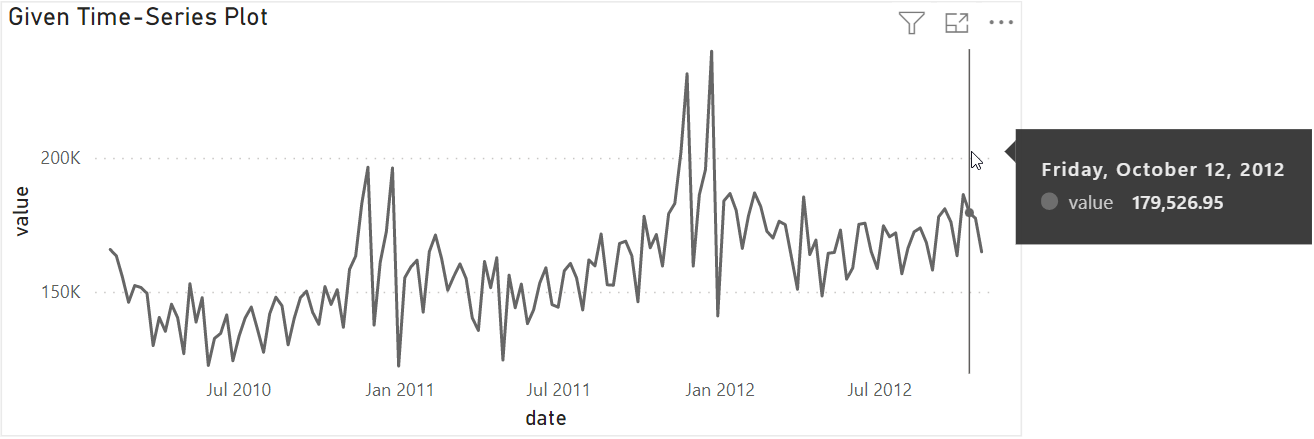 Given Time-Series Plot
200K
150K
value
Jul 2010 Jan 2011 Jul 2011 Jan 2012 Jul 2012
date
Friday, October 12, 2012
value 179,526.95